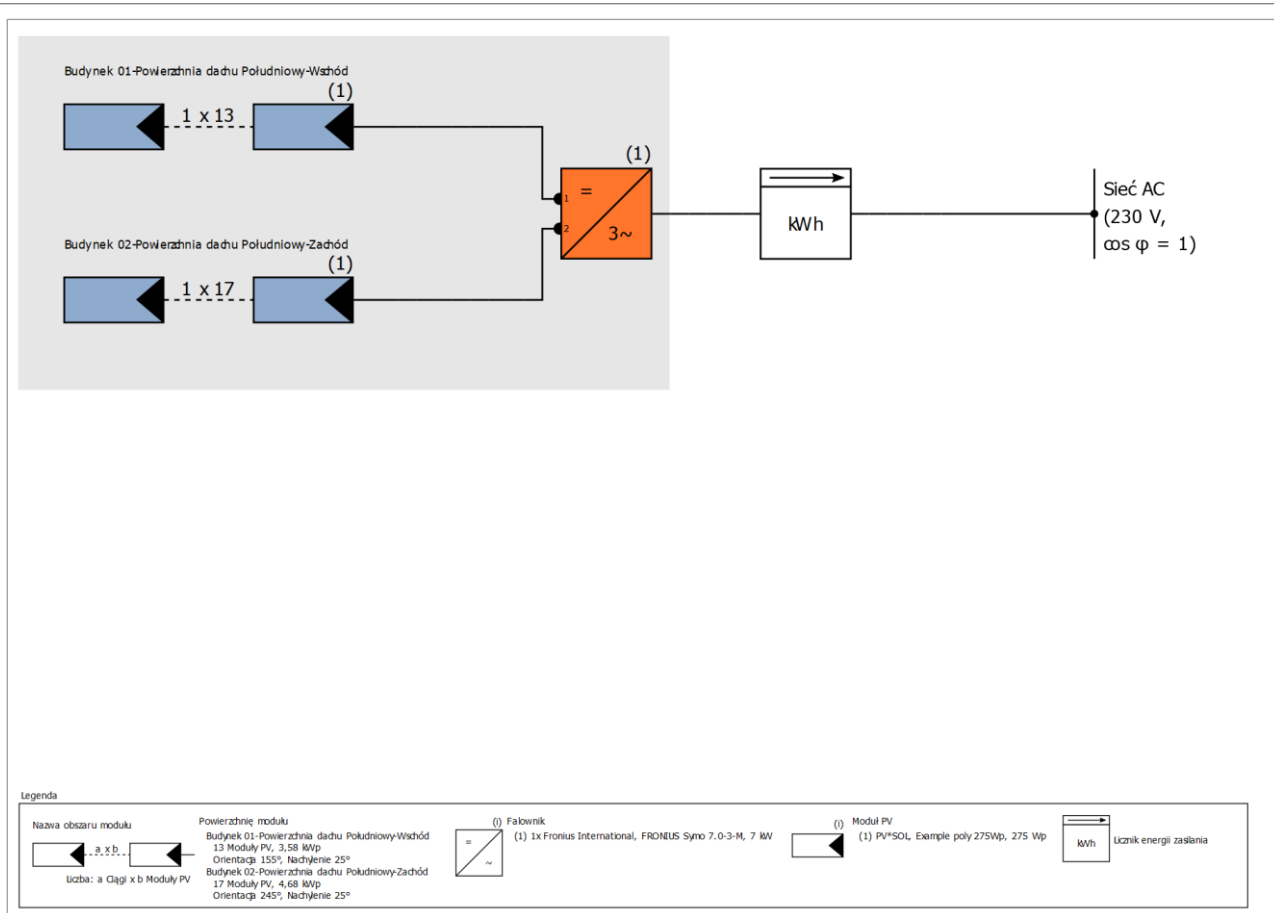 Budynek 01-Powierzchnia dachu Południowy-Wschód
(1)
1 x 13
(1)
1
=
2
3~
kWh
Sieć AC
(230 V,
cos φ = 1)
Budynek 02-Powierzchnia dachu Południowy-Zachód
(1)
1 x 17
Legenda
Nazwa obszaru modułu
a x b
Liczba: a Ciągi x b Moduły PV
Powierzchnię modułu
Budynek 01-Powierzchnia dachu Południowy-Wschód
13 Moduły PV, 3,58 kWp
Orientacja 155°, Nachylenie 25°
Budynek 02-Powierzchnia dachu Południowy-Zachód
17 Moduły PV, 4,68 kWp
Orientacja 245°, Nachylenie 25°
(i) Falownik
=
~
(1) 1x Fronius International, FRONIUS Symo 7.0-3-M, 7 kW
(i) Moduł PV
(1) PV*SOL, Example poly 275Wp, 275 Wp
kWh
Licznik energii zasilania